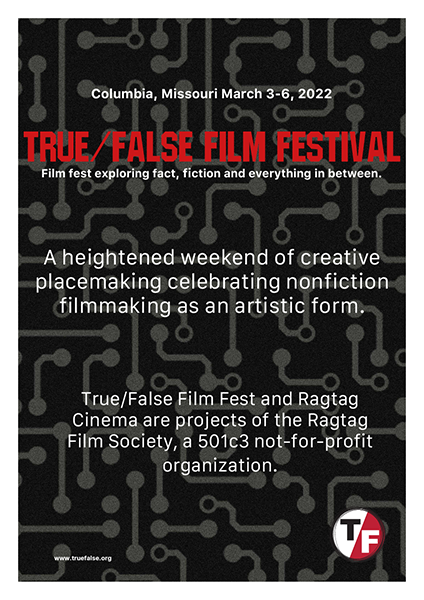 Columbia, Missouri March 3-6, 2022
TRUE/FALSE FILM FESTIVAL
Film fest exploring fact, fiction and everything in between.
A heightened weekend of creative
placemaking celebrating nonfiction
filmmaking as an artistic form.
True/False Film Fest and Ragtag
Cinema are projects of the Ragtag
Film Society, a 501c3 not-for-profit
organization.
T/F
www.truefalse.org